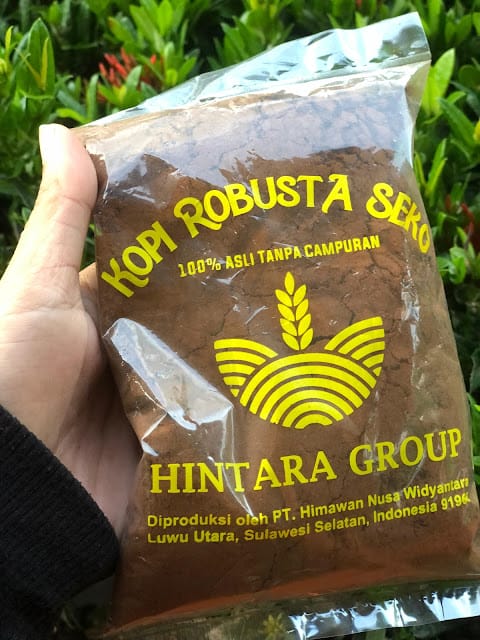 KOPI ROBUSTA SEKO
100% ASLI TANPA CAMPURAN
HINTARA GROUP
Diproduksi oleh PT. Himawan Nusa Widyantara
Luwu Utara, Sulawesi Selatan, Indonesia